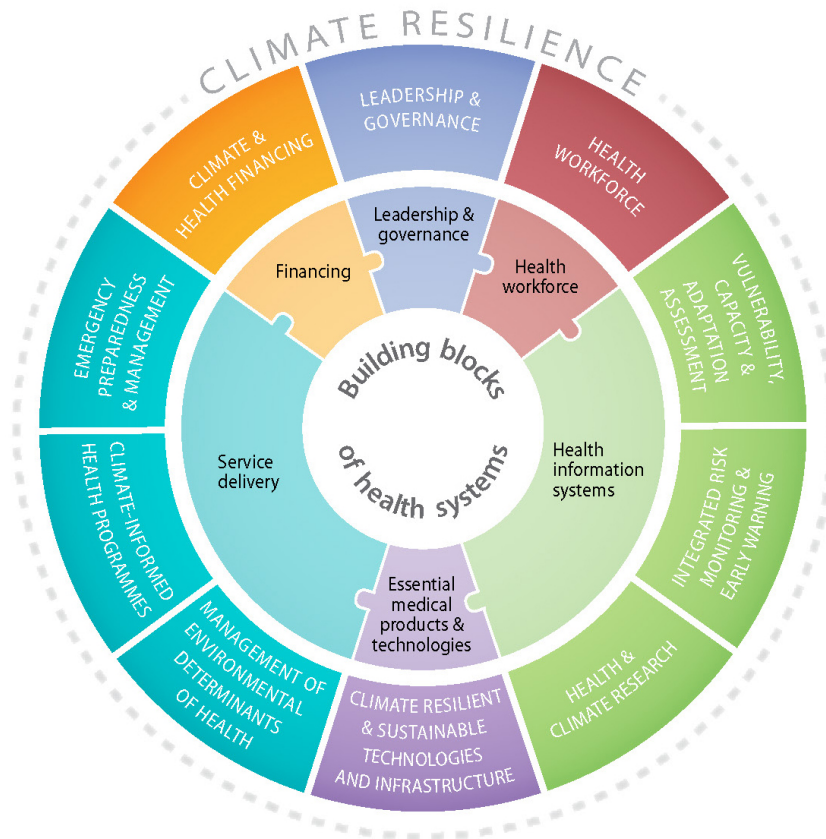 CLIMATE RESILIENCE
LEADERSHIP &
GOVERNANCE
HEALTH
WORKFORCE
VULNERABILITY,
CAPACITY &
ADAPTATION
ASSESSMENT
INTEGRATED RISK
MONITORING &
EARLY WARNING
HEALTH &
CLIMATE RESEARCH
CLIMATE RESILIENT
& SUSTAINABLE
TECHNOLOGIES
AND INFRASTRUCTURE
MANAGEMENT OF
ENVIRONMENTAL
DETERMINANTS
OF HEALTH
CLIMATE-INFORMED
HEALTH PROGRAMMES
EMERGENCY
PREPAREDNESS
& MANAGEMENT
CLIMATE &
HEALTH FINANCING
Leadership &
governance
Health
workforce
Health
information
systems
Essential
medical
products &
technologies
Service
delivery
Financing
Building blocks
of health systems